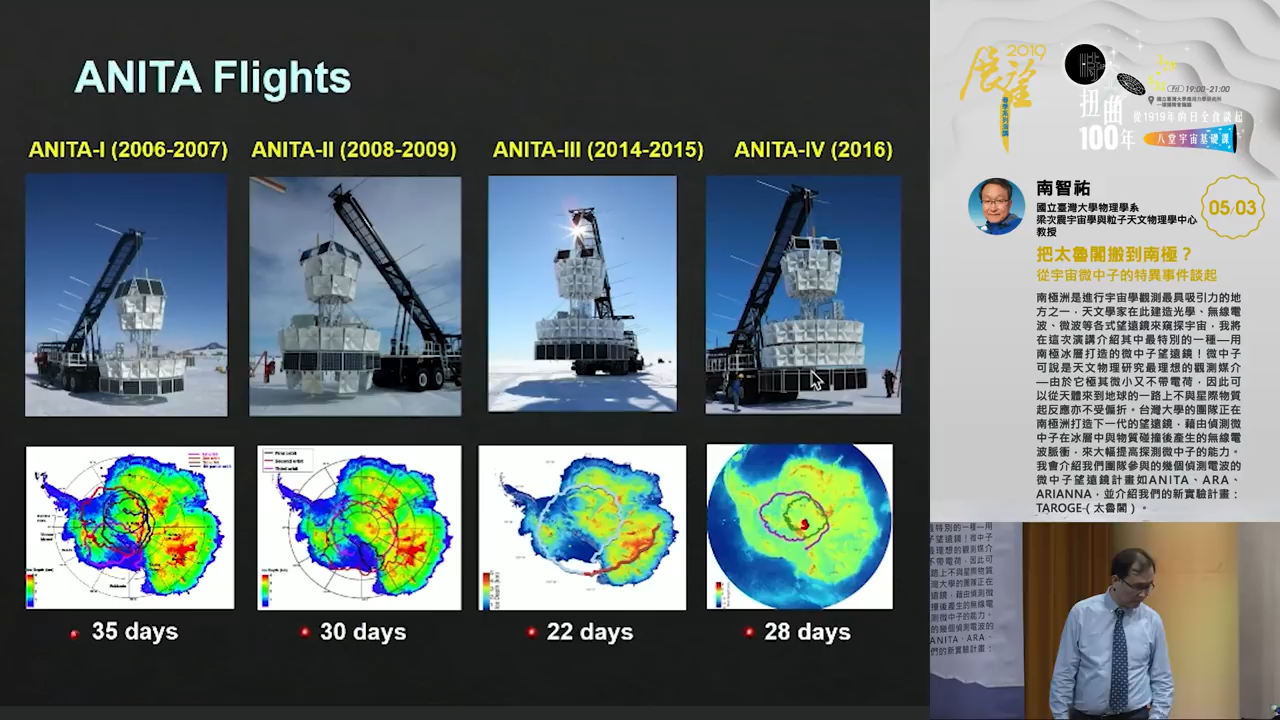 ANITA Flights
ANITA-I (2006-2007)
ANITA-II (2008-2009)
ANITA-III (2014-2015)
ANITA-IV (2016)
35 days
30 days
22 days
28 days
2019
展望
春季系列演講
19:00-21:00
扭曲
100年
從1919年的日全食談起
八堂宇宙基礎課
南智祐
國立臺灣大學物理學系
梁次震宇宙學與粒子天文物理學中心
教授
05/03
把太魯閣搬到南極？
從宇宙微中子的特異事件談起
南極洲是進行宇宙學觀測最具吸引力的地
方之一，天文學家在此建造光學、無線電
波、微波等各式望遠鏡來窺探宇宙，我將
在這次演講介紹其中最特別的一種—用
南極冰層打造的微中子望遠鏡！微中子
可說是天文物理研究最理想的觀測媒介
—由於它極其微小又不帶電荷，因此可
以從天體來到地球的一路上不與星際物質
起反應亦不受偏折。台灣大學的團隊正在
南極洲打造下一代的望遠鏡，藉由偵測微
中子在冰層中與物質碰撞後產生的無線電
波脈衝，來大幅提高探測微中子的能力。
我會介紹我們團隊參與的幾個偵測電波的
微中子望遠鏡計畫如ANITA、ARA、
ARIANNA，並介紹我們的新實驗計畫：
TAROGE（太魯閣）。